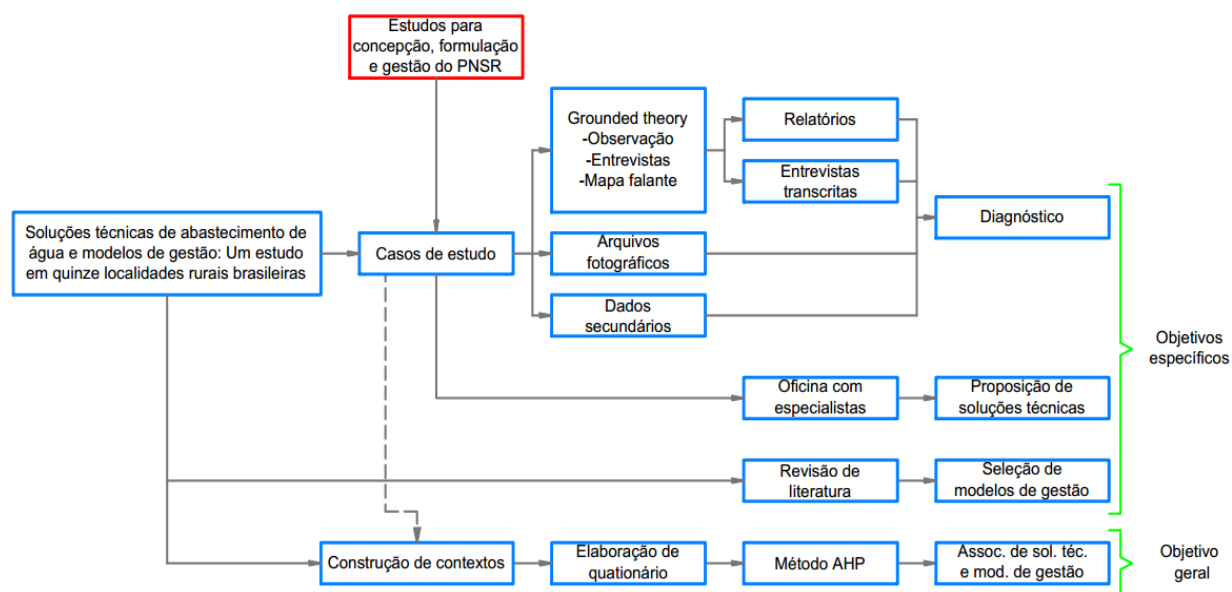 Estudos para
concepção, formulação
e gestão do PNSR
Grounded theory
-Observação
-Entrevistas
-Mapa falante
Relatórios
Entrevistas
transcritas
Diagnóstico
Soluções técnicas de abastecimento de
água e modelos de gestão: Um estudo
em quinze localidades rurais brasileiras
Casos de estudo
Arquivos
fotográficos
Dados
secundários
Objetivos
específicos
Oficina com
especialistas
Proposição de
soluções técnicas
Revisão de
literatura
Seleção de
modelos de gestão
Construção de contextos
Elaboração de
quationário
Método AHP
Assoc. de sol. téc.
e mod. de gestão
Objetivo
geral